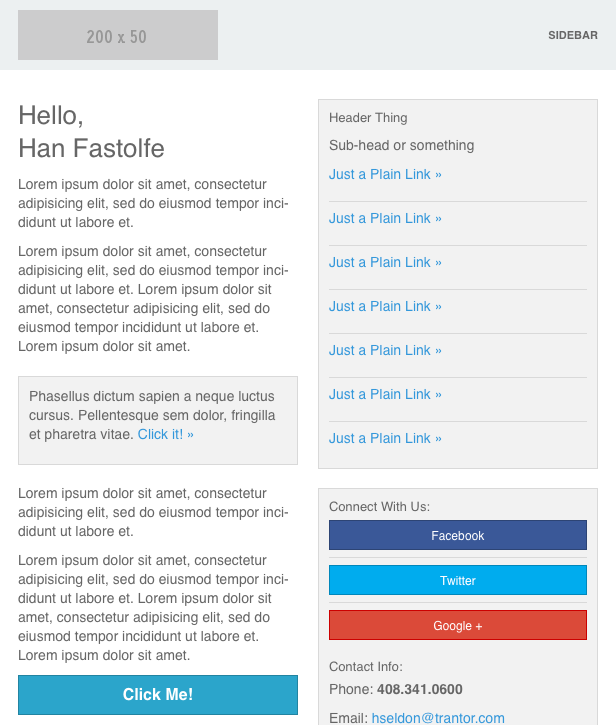 200 x 50
SIDEBAR
Hello,
Han Fastolfe
Lorem ipsum dolor sit amet, consectetur
adipisicing elit, sed do eiusmod tempor inci-
didunt ut labore et.
Lorem ipsum dolor sit amet, consectetur
adipisicing elit, sed do eiusmod tempor inci-
didunt ut labore et. Lorem ipsum dolor sit
amet, consectetur adipisicing elit, sed do
eiusmod tempor incididunt ut labore et.
Lorem ipsum dolor sit amet.
Phasellus dictum sapien a neque luctus
cursus. Pellentesque sem dolor, fringilla
et pharetra vitae. Click it! »
Lorem ipsum dolor sit amet, consectetur
adipisicing elit, sed do eiusmod tempor inci-
didunt ut labore et.
Lorem ipsum dolor sit amet, consectetur
adipisicing elit, sed do eiusmod tempor inci-
didunt ut labore et. Lorem ipsum dolor sit
amet, consectetur adipisicing elit, sed do
eiusmod tempor incididunt ut labore et.
Lorem ipsum dolor sit amet.
Click Me!
Header Thing
Sub-head or something
Just a Plain Link »
Just a Plain Link »
Just a Plain Link »
Just a Plain Link »
Just a Plain Link »
Just a Plain Link »
Just a Plain Link »
Connect With Us:
Facebook
Twitter
Google +
Contact Info:
Phone: 408.341.0600
Email: hseldon@trantor.com